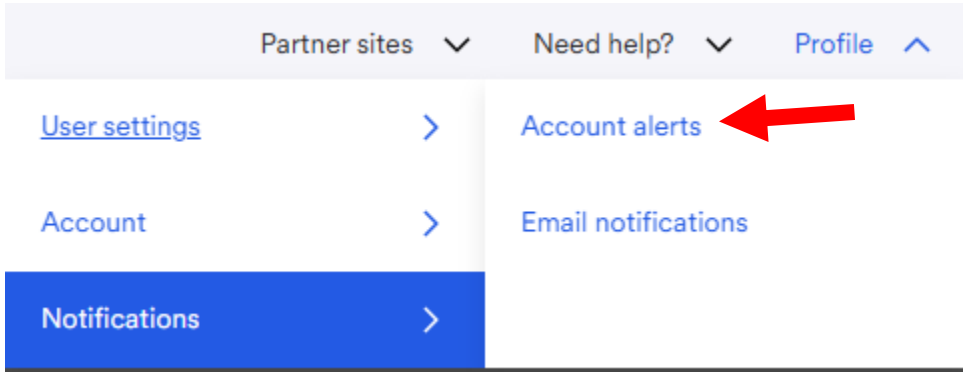 Partner sites Need help? Profile
User settings Account alerts
Account Email notifications
Notifications